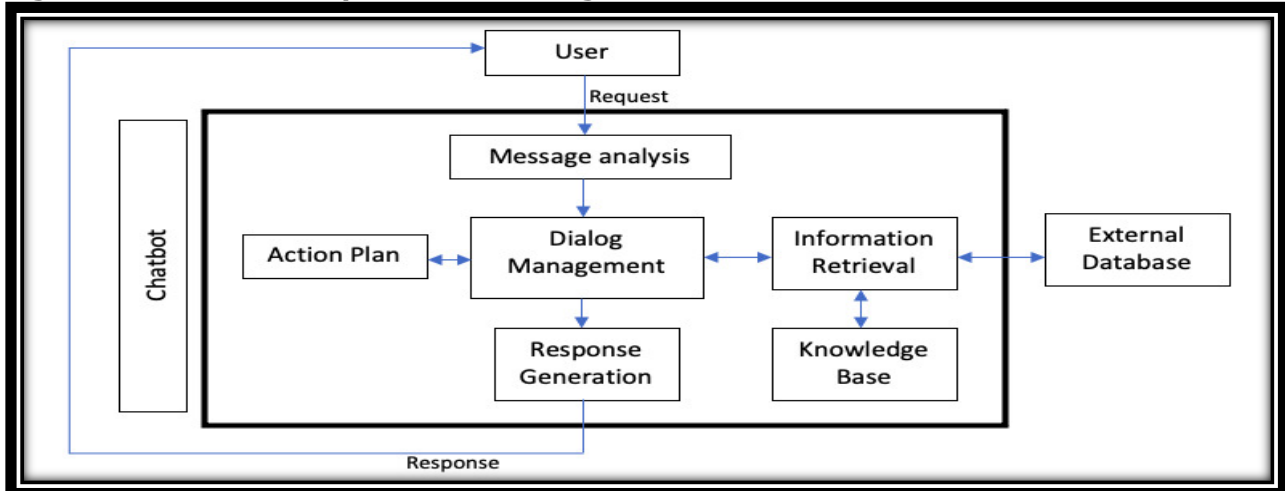 User
Request
Message analysis
Chatbot
Action Plan
Dialog
Management
Information
Retrieval
External
Database
Response
Generation
Knowledge
Base
Response